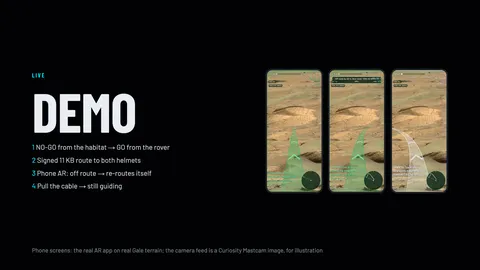 LIVE
DEMO
1 NO-GO from the habitat → GO from the rover
2 Signed 11 KB route to both helmets
3 Phone AR: off route → re-routes itself
4 Pull the cable → still guiding
Phone screens: the real AR app on real Gale terrain; the camera feed is a Curiosity Mastcam image, for illustration